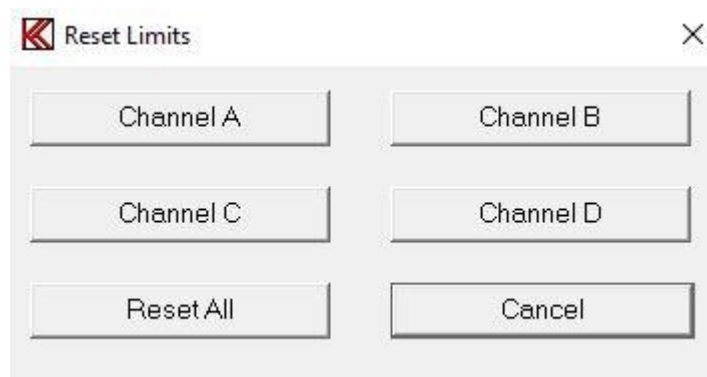 Reset Limits
Channel A
Channel B
Channel C
Channel D
Reset All
Cancel